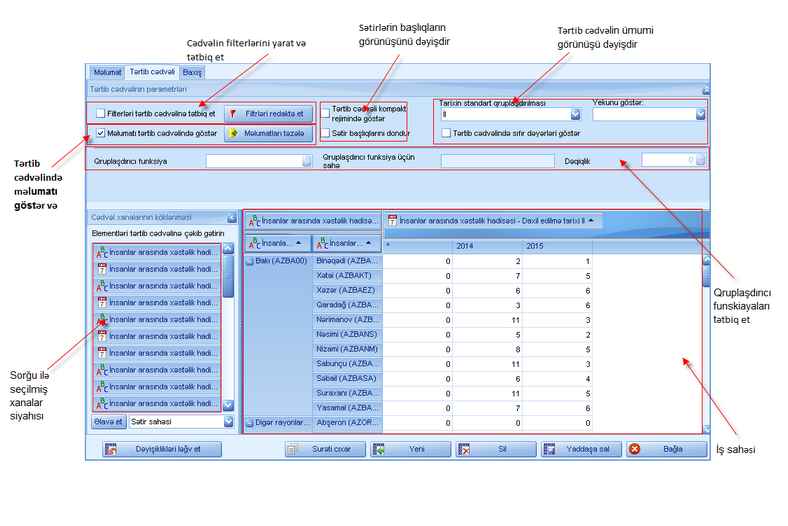 Cədvəlin filterlərini yarat və
tətbiq et
Sətirlərin başlıqların
görünüşünü dəyişdir
Tərtib cədvəlin ümumi
görünüşü dəyişdir
Məlumat Tərtib cədvəli Baxış
Tərtib cədvəlinin parametrləri
Filterləri tərtib cədvəlinə tətbiq et
Filtrləri redaktə et
Məlumatı tərtib cədvəlində göstər
Məlumatları təzələ
Tərtib cədvəli kompakt
rejimində göstər
Sətir başlıqlarını dondur
Tarixin standart qruplaşdırılması
İl
Yekunu göstər:
Tərtib cədvəlində sıfır dəyərləri göstər
Qruplaşdırıcı funksiya
Qruplaşdırıcı funksiya üçün
sahə
Dəqiqlik
0
Tərtib
cədvəlində
məlumatı
göstər və
Cədvəl xanalarının köklənməsi
Elementləri tərtib cədvəlinə çəkib gətirin
İnsanlar arasında xəstəlik hadi...
İnsanlar arasında xəstəlik hadi...
İnsanlar arasında xəstəlik hadi...
İnsanlar arasında xəstəlik hadi...
İnsanlar arasında xəstəlik hadi...
İnsanlar arasında xəstəlik hadi...
İnsanlar arasında xəstəlik hadi...
İnsanlar arasında xəstəlik hadi...
İnsanlar arasında xəstəlik hadi...
İnsanlar arasında xəstəlik hadi...
Əlavə et Sətir sahəsi
İnsanlar arasında xəstəlik hadisə...
İnsanlar arasında xəstəlik hadisəsi - Daxil edilmə tarixi İl
İnsanla... İnsanlar... 2014 2015
Bakı (AZBA00) Binəqədi (AZBA... 0 2 1
Xətai (AZBAKT) 0 7 5
Xəzər (AZBAEZ) 0 6 6
Qaradağ (AZBA... 0 3 6
Nərimanov (AZB... 0 11 3
Nəsimi (AZBANS) 0 5 2
Nizami (AZBANM) 0 8 5
Sabunçu (AZBA... 0 11 3
Səbail (AZBASA) 0 6 4
Suraxanı (AZBA... 0 11 5
Yasamal (AZBA... 0 7 6
Digər rayonlar... Abşeron (AZOR... 0 0 0
Qruplaşdırıcı
funskiayaları
tətbiq et
Sorğu ilə
seçilmiş
xanalar
siyahısı
İş sahəsi
Dəyişiklikləri ləğv et Surəti cıxar Yeni Sil Yaddaşa sal Bağla